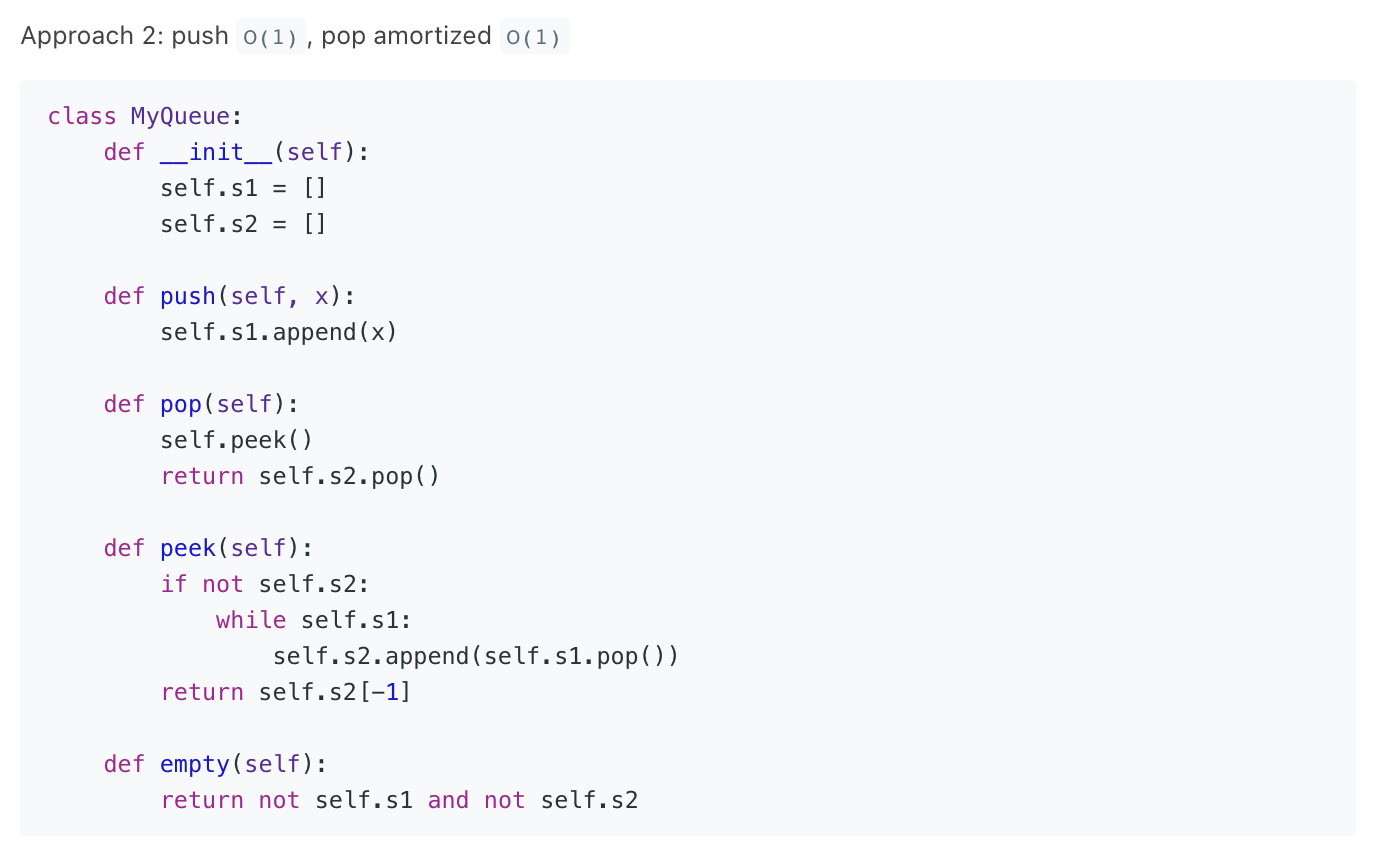 Approach 2: push O(1), pop amortized O(1)
class MyQueue:
    def __init__(self):
        self.s1 = []
        self.s2 = []

    def push(self, x):
        self.s1.append(x)

    def pop(self):
        self.peek()
        return self.s2.pop()

    def peek(self):
        if not self.s2:
            while self.s1:
                self.s2.append(self.s1.pop())
        return self.s2[-1]

    def empty(self):
        return not self.s1 and not self.s2